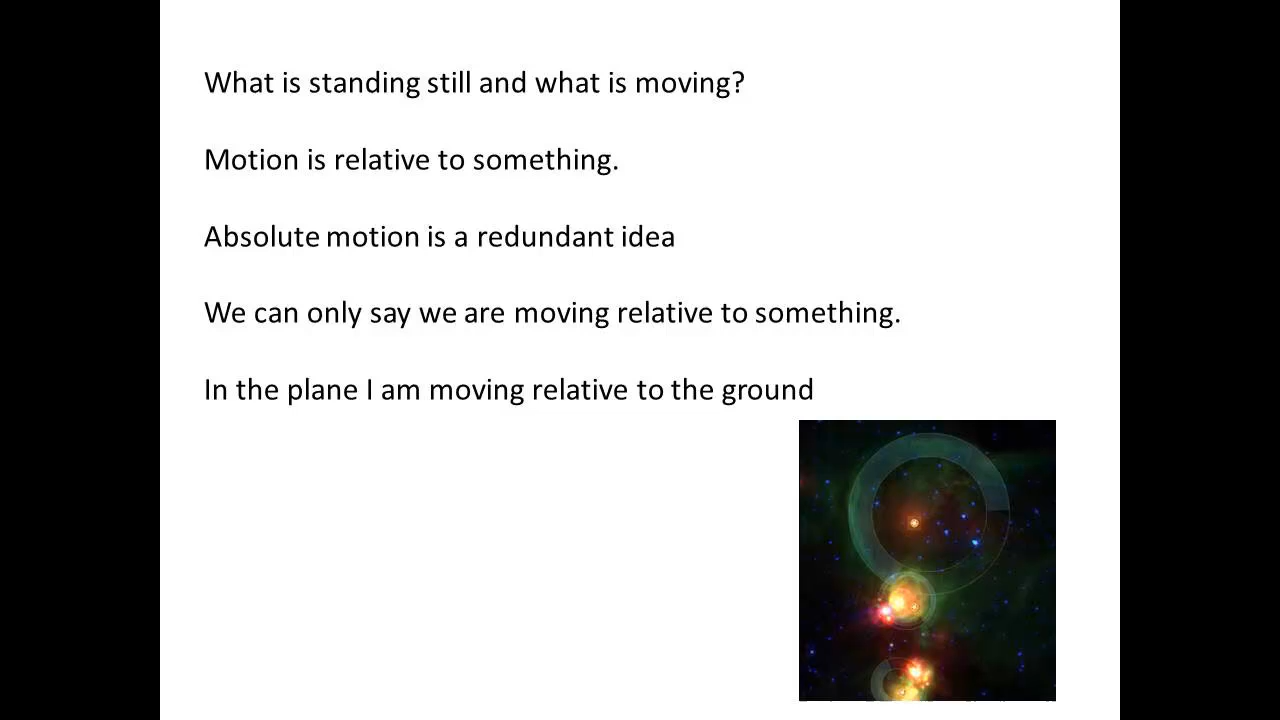 What is standing still and what is moving?
Motion is relative to something.
Absolute motion is a redundant idea
We can only say we are moving relative to something.
In the plane I am moving relative to the ground